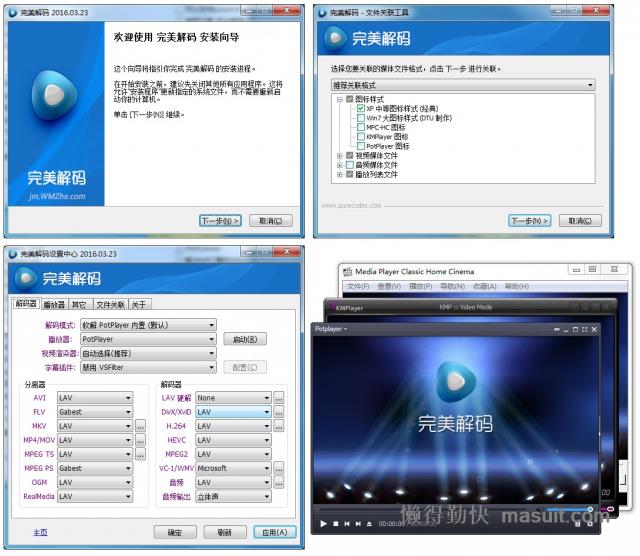 完美解码 2016.03.23
欢迎使用 完美解码 安装向导
这个向导将指引你完成 完美解码 的安装进程。
在开始安装之前，建议先关闭其他所有应用程序。这将
允许“安装程序”更新指定的系统文件，而不需要重新启
动你的计算机。
单击 [下一步(N)] 继续。
完美解码
jm.WMZhe.com
下一步(N) >
取消(C)
完美解码 - 文件关联工具
完美解码
选择您要关联的媒体文件格式，点击 下一步 进行关联。
推荐关联格式
图标样式
XP 中等图标样式 (经典)
Win7 大图标样式 (DTU 制作)
MPC-HC 图标
KMPlayer 图标
PotPlayer 图标
视频媒体文件
音频媒体文件
播放列表文件
www.purecodec.com
下一步(N) >
取消(C)
完美解码设置中心 2016.03.23
完美解码
解码器 播放器 其它 文件关联 关于
解码模式: 软解 PotPlayer 内置 (默认)
播放器: PotPlayer 启动(R)
视频渲染器: 自动选择(推荐)
字幕插件: 禁用 VSFilter 配置(C)
分离器
AVI LAV
FLV Gabest
MKV LAV ...
MP4/MOV LAV ...
MPEG TS LAV ...
MPEG PS Gabest
OGM LAV
RealMedia LAV
解码器
LAV 硬解 None ...
DivX/XviD LAV ...
H.264 LAV ...
HEVC LAV
MPEG2 LAV
VC-1/WMV Microsoft ...
音频 LAV ...
音频输出 立体声
主页
确定
刷新
应用(A)
Media Player Classic Home Cinema
文件(F) 查看(V) 播放(P) 导航(N) 收藏(A) 帮助(H)
KMPlayer
KMP :: Video Mode
Potplayer
完美解码
00:00:00 / 00:00:00
懒得勤快 masuit.com